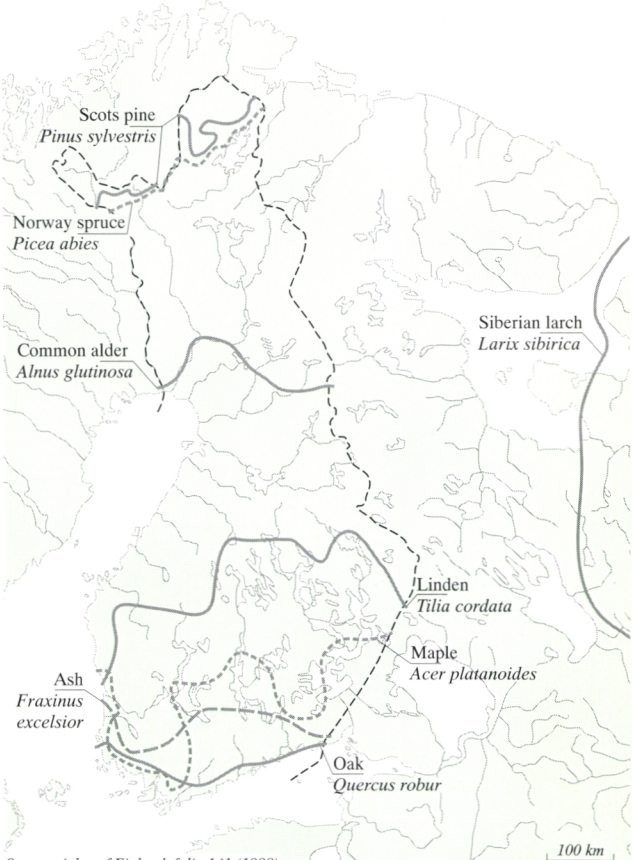 Scots pine
Pinus sylvestris
Norway spruce
Picea abies
Siberian larch
Larix sibirica
Common alder
Alnus glutinosa
Linden
Tilia cordata
Maple
Acer platanoides
Ash
Fraxinus
excelsior
Oak
Quercus robur
100 km